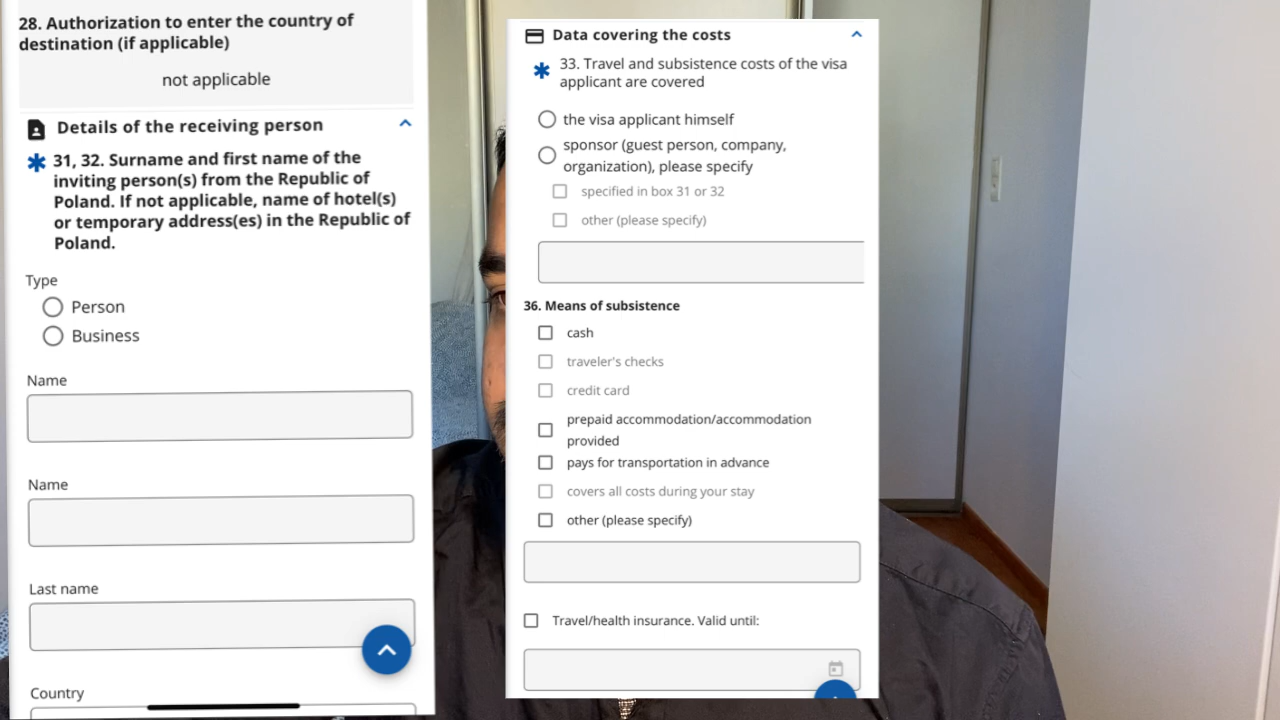 28. Authorization to enter the country of
destination (if applicable)
not applicable
Details of the receiving person
31, 32. Surname and first name of the
inviting person(s) from the Republic of
Poland. If not applicable, name of hotel(s)
or temporary address(es) in the Republic of
Poland.
Type
Person
Business
Name
Name
Last name
Country
Data covering the costs
33. Travel and subsistence costs of the visa
applicant are covered
the visa applicant himself
sponsor (guest person, company,
organization), please specify
specified in box 31 or 32
other (please specify)
36. Means of subsistence
cash
traveler's checks
credit card
prepaid accommodation/accommodation
provided
pays for transportation in advance
covers all costs during your stay
other (please specify)
Travel/health insurance. Valid until: